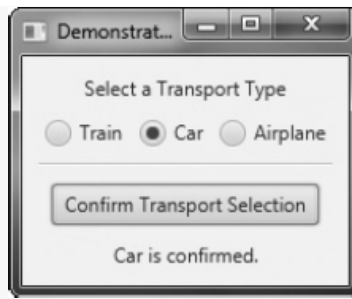 Demonstrat...
Select a Transport Type
Train Car Airplane
Confirm Transport Selection
Car is confirmed.